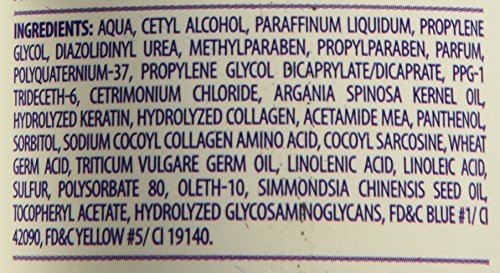 INGREDIENTS: AQUA, CETYL ALCOHOL, PARAFFINUM LIQUIDUM, PROPYLENE
GLYCOL, DIAZOLIDINYL UREA, METHYLPARABEN, PROPYLPARABEN, PARFUM,
POLYQUATERNIUM-37, PROPYLENE GLYCOL DICAPRYLATE/DICAPRATE, PPG-1
TRIDECETH-6, CETRIMONIUM CHLORIDE, ARGANIA SPINOSA KERNEL OIL,
HYDROLYZED KERATIN, HYDROLYZED COLLAGEN, ACETAMIDE MEA, PANTHENOL,
SORBITOL, SODIUM COCOYL COLLAGEN AMINO ACID, COCOYL SARCOSINE, WHEAT
GERM ACID, TRITICUM VULGARE GERM OIL, LINOLENIC ACID, LINOLEIC ACID,
SULFUR, POLYSORBATE 80, OLETH-10, SIMMONDSIA CHINENSIS SEED OIL,
TOCOPHERYL ACETATE, HYDROLYZED GLYCOSAMINOGLYCANS, FD&C BLUE #1/ CI
42090, FD&C YELLOW #5/ CI 19140.